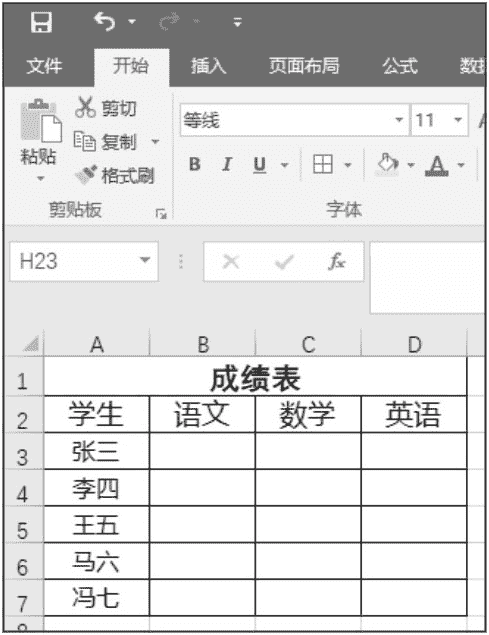 文件 开始 插入 页面布局 公式
剪切
等线 11
复制
粘贴
B I U A
格式刷
剪贴板 字体
H23 fx
A B C D
1 成绩表
2 学生 语文 数学 英语
3 张三
4 李四
5 王五
6 马六
7 冯七